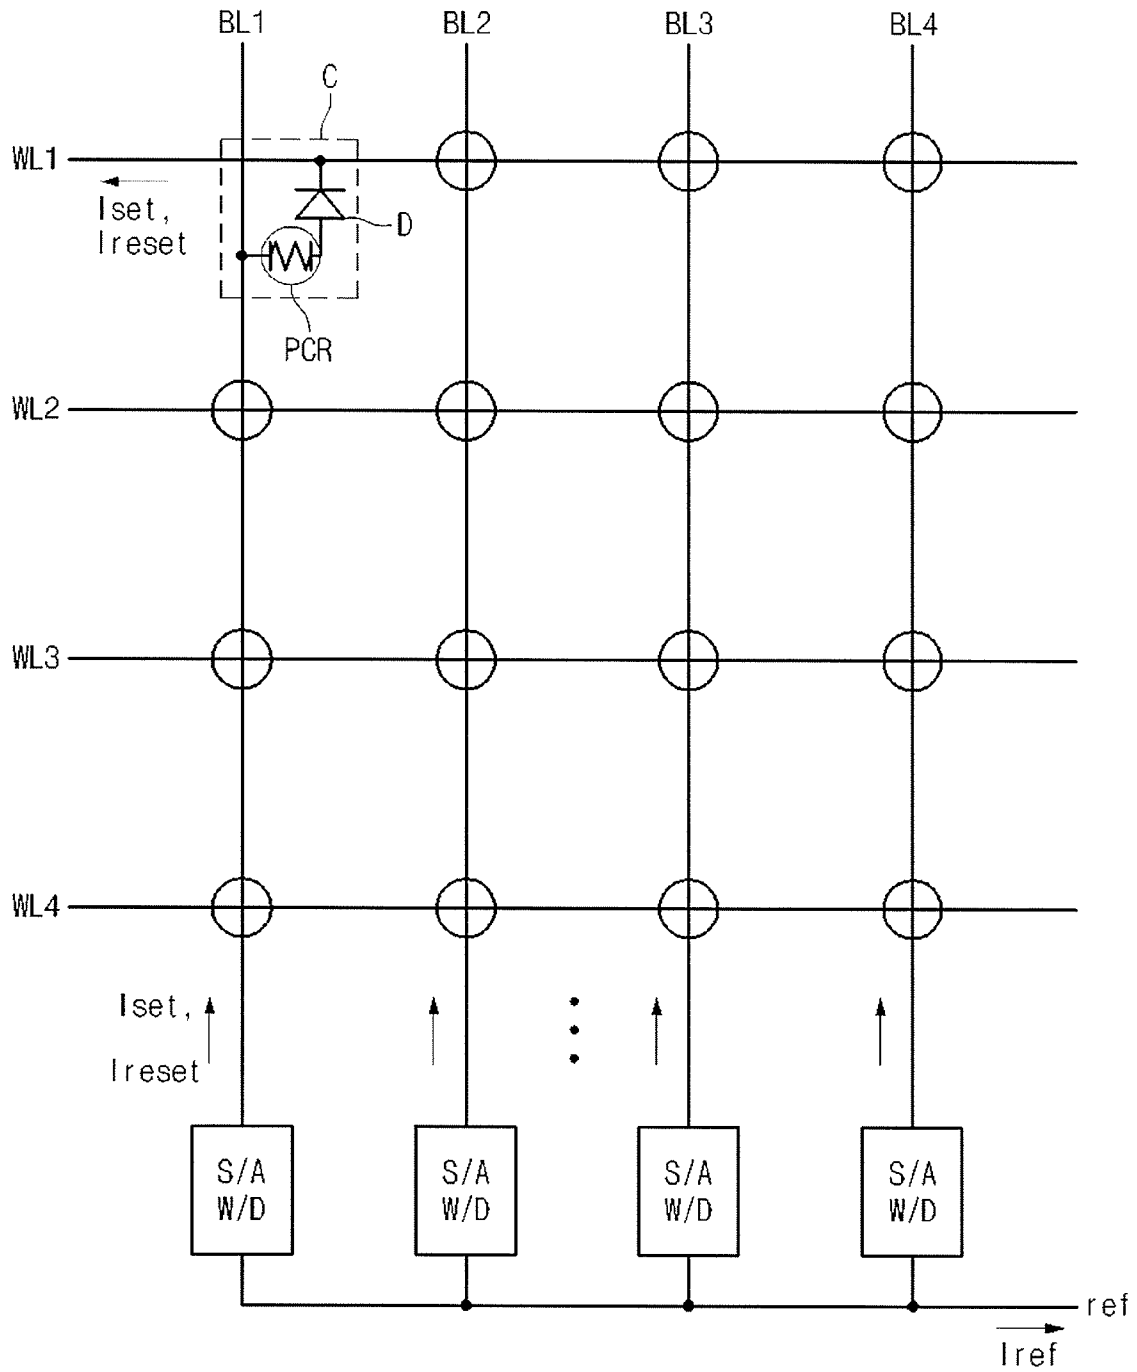 BL1 BL2 BL3 BL4
C
WL1
Iset,
Ireset
D
PCR
WL2
WL3
WL4
Iset,
Ireset
S/A S/A S/A S/A
W/D W/D W/D W/D
ref
Iref